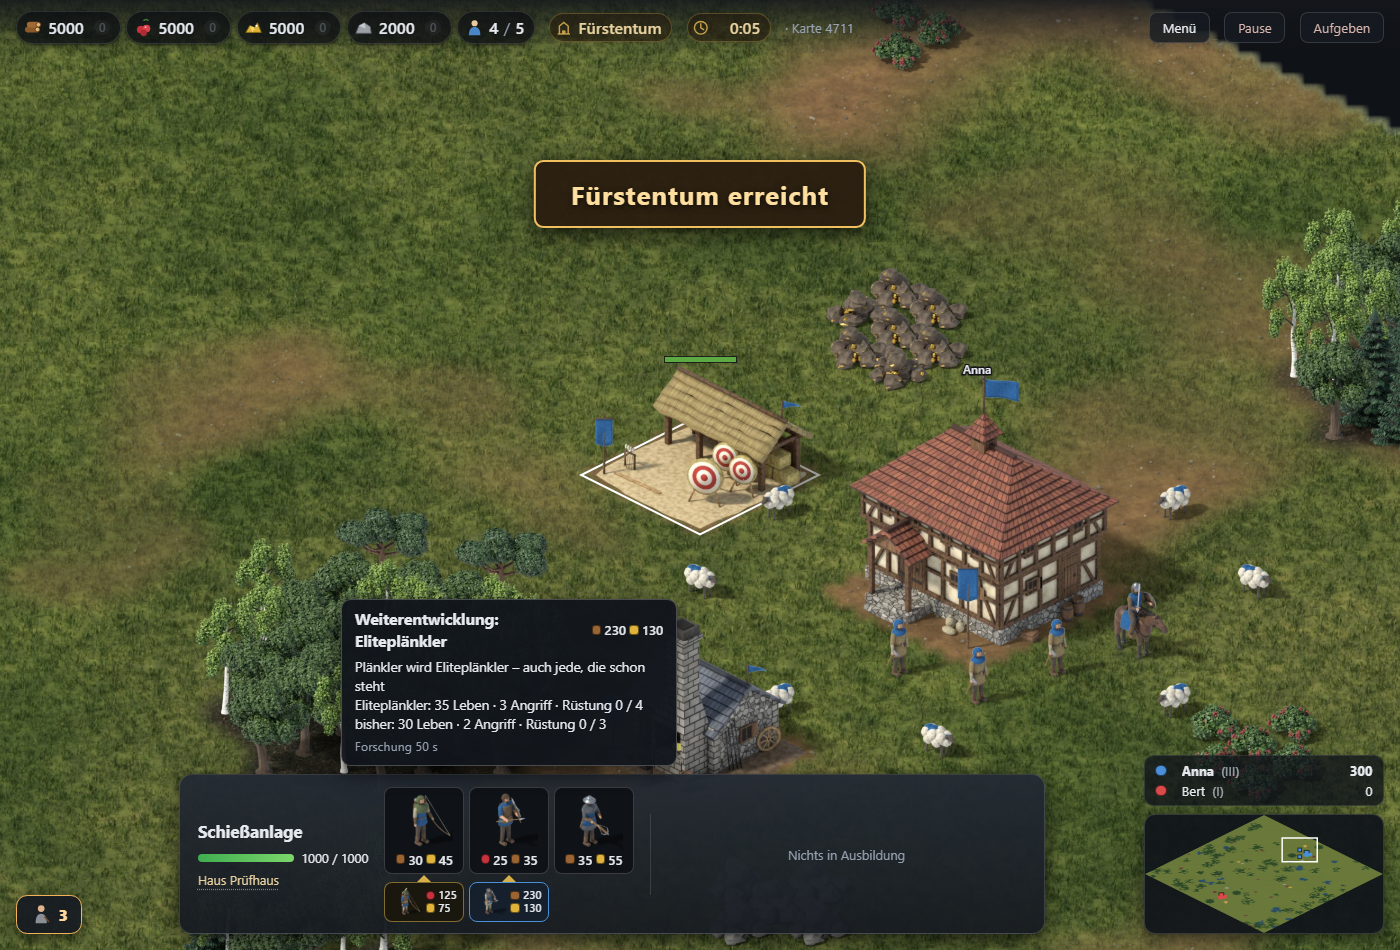 5000 0 5000 0 5000 0 2000 0 4 / 5 Fürstentum 0:05 · Karte 4711 Menü Pause Aufgeben
Fürstentum erreicht
Anna
Weiterentwicklung:
Eliteplänkler
230 130
Plänkler wird Eliteplänkler – auch jede, die schon
steht
Eliteplänkler: 35 Leben · 3 Angriff · Rüstung 0 / 4
bisher: 30 Leben · 2 Angriff · Rüstung 0 / 3
Forschung 50 s
Schießanlage
1000 / 1000
Haus Prüfhaus
30 45
25 35
35 55
125
75
230
130
Nichts in Ausbildung
Anna (III) 300
Bert (I) 0
3